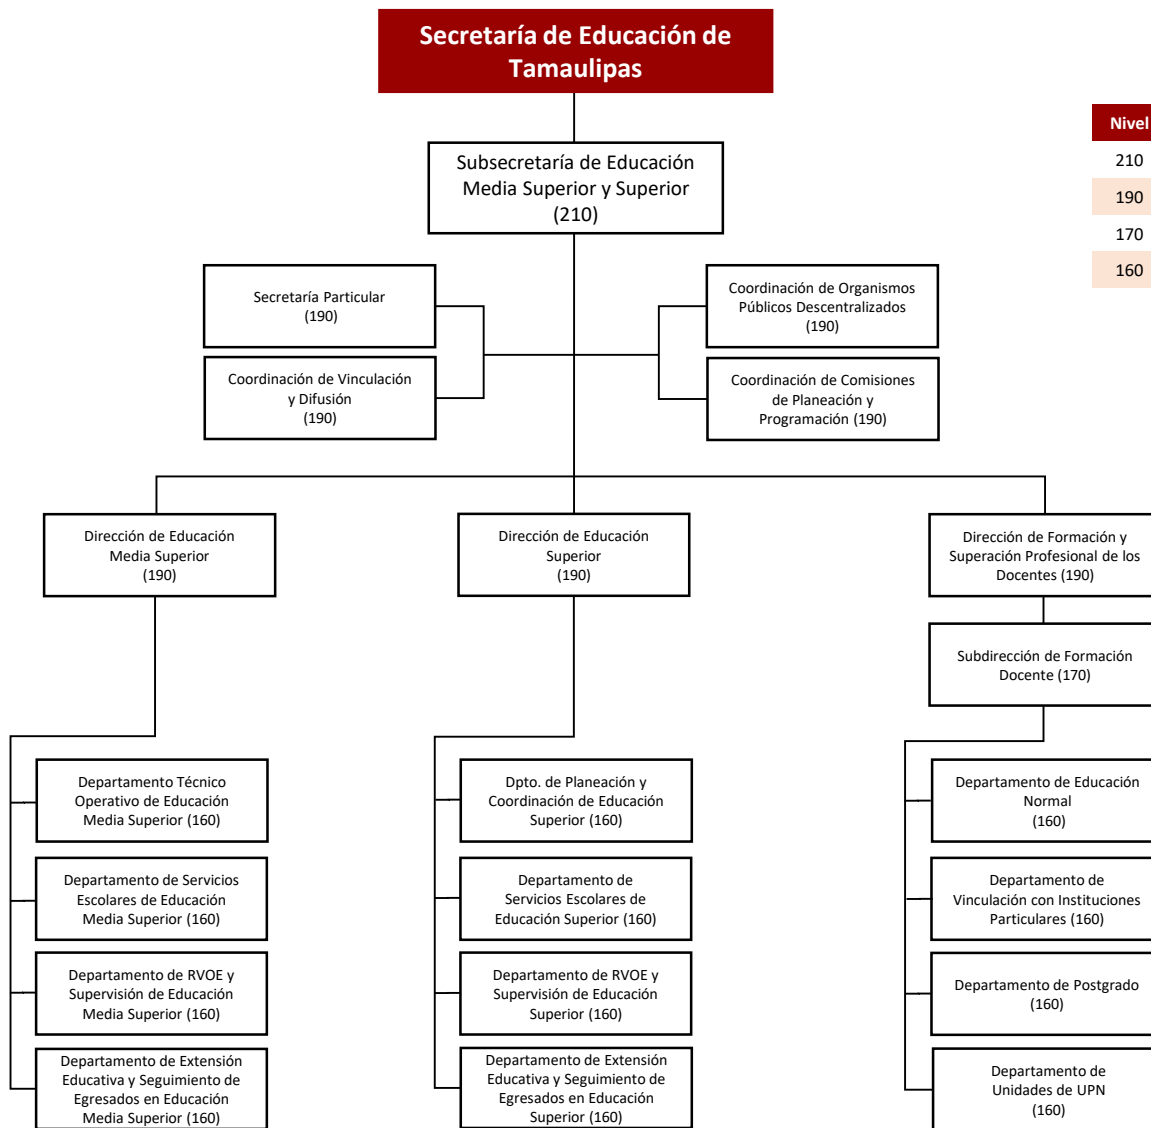 Secretaría de Educación de
Tamaulipas
Nivel
210
190
170
160
Subsecretaría de Educación
Media Superior y Superior
(210)
Secretaría Particular
(190)
Coordinación de Organismos
Públicos Descentralizados
(190)
Coordinación de Vinculación
y Difusión
(190)
Coordinación de Comisiones
de Planeación y
Programación (190)
Dirección de Educación
Media Superior
(190)
Dirección de Educación
Superior
(190)
Dirección de Formación y
Superación Profesional de los
Docentes (190)
Subdirección de Formación
Docente (170)
Departamento Técnico
Operativo de Educación
Media Superior (160)
Dpto. de Planeación y
Coordinación de Educación
Superior (160)
Departamento de Educación
Normal
(160)
Departamento de Servicios
Escolares de Educación
Media Superior (160)
Departamento de
Servicios Escolares de
Educación Superior (160)
Departamento de
Vinculación con Instituciones
Particulares (160)
Departamento de RVOE y
Supervisión de Educación
Media Superior (160)
Departamento de RVOE y
Supervisión de Educación
Superior (160)
Departamento de Postgrado
(160)
Departamento de Extensión
Educativa y Seguimiento de
Egresados en Educación
Media Superior (160)
Departamento de Extensión
Educativa y Seguimiento de
Egresados en Educación
Superior (160)
Departamento de
Unidades de UPN
(160)